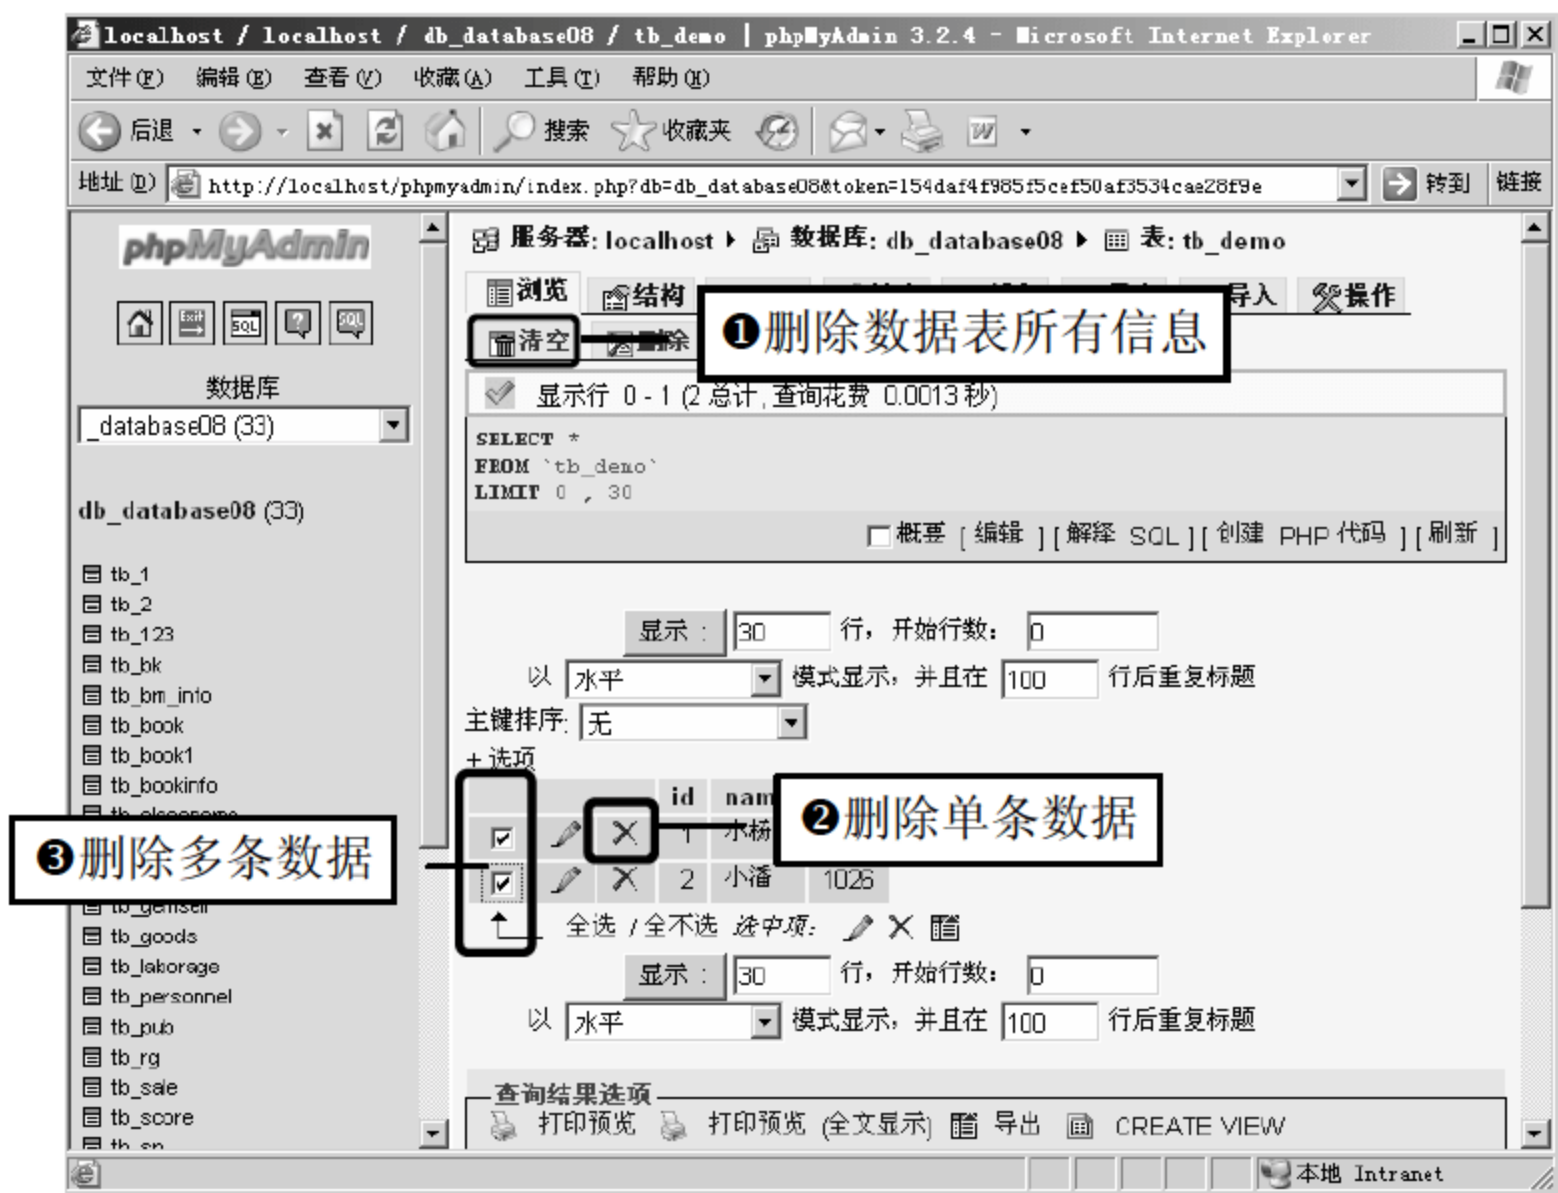 localhost / localhost / db_database08 / tb_demo | phpMyAdmin 3.2.4 - Microsoft Internet Explorer
文件(F) 编辑(E) 查看(V) 收藏(A) 工具(T) 帮助(H)
后退 搜索 收藏夹
地址(D) http://localhost/phpmyadmin/index.php?db=db_database08&token=154daf4f985f5cef50af3534cae28f9e 转到 链接
phpMyAdmin
Exit SQL ? SQL
数据库
_database08 (33)
db_database08 (33)
tb_1
tb_2
tb_123
tb_bk
tb_bm_info
tb_book
tb_book1
tb_bookinfo
❸删除多条数据
tb_goods
tb_laborage
tb_personnel
tb_pub
tb_rg
tb_sale
tb_score
服务器: localhost ▸ 数据库: db_database08 ▸ 表: tb_demo
浏览 结构 导入 操作
清空 删除
❶删除数据表所有信息
显示行 0 - 1 (2 总计, 查询花费 0.0013 秒)
SELECT *
FROM `tb_demo`
LIMIT 0 , 30
概要 [ 编辑 ] [ 解释 SQL ] [ 创建 PHP 代码 ] [ 刷新 ]
显示 : 30 行，开始行数： 0
以 水平 模式显示，并且在 100 行后重复标题
主键排序: 无
+ 选项
id nam
❷删除单条数据
1
2 小潘 1026
全选 / 全不选 选中项:
显示 : 30 行，开始行数： 0
以 水平 模式显示，并且在 100 行后重复标题
查询结果选项
打印预览 打印预览 (全文显示) 导出 CREATE VIEW
本地 Intranet